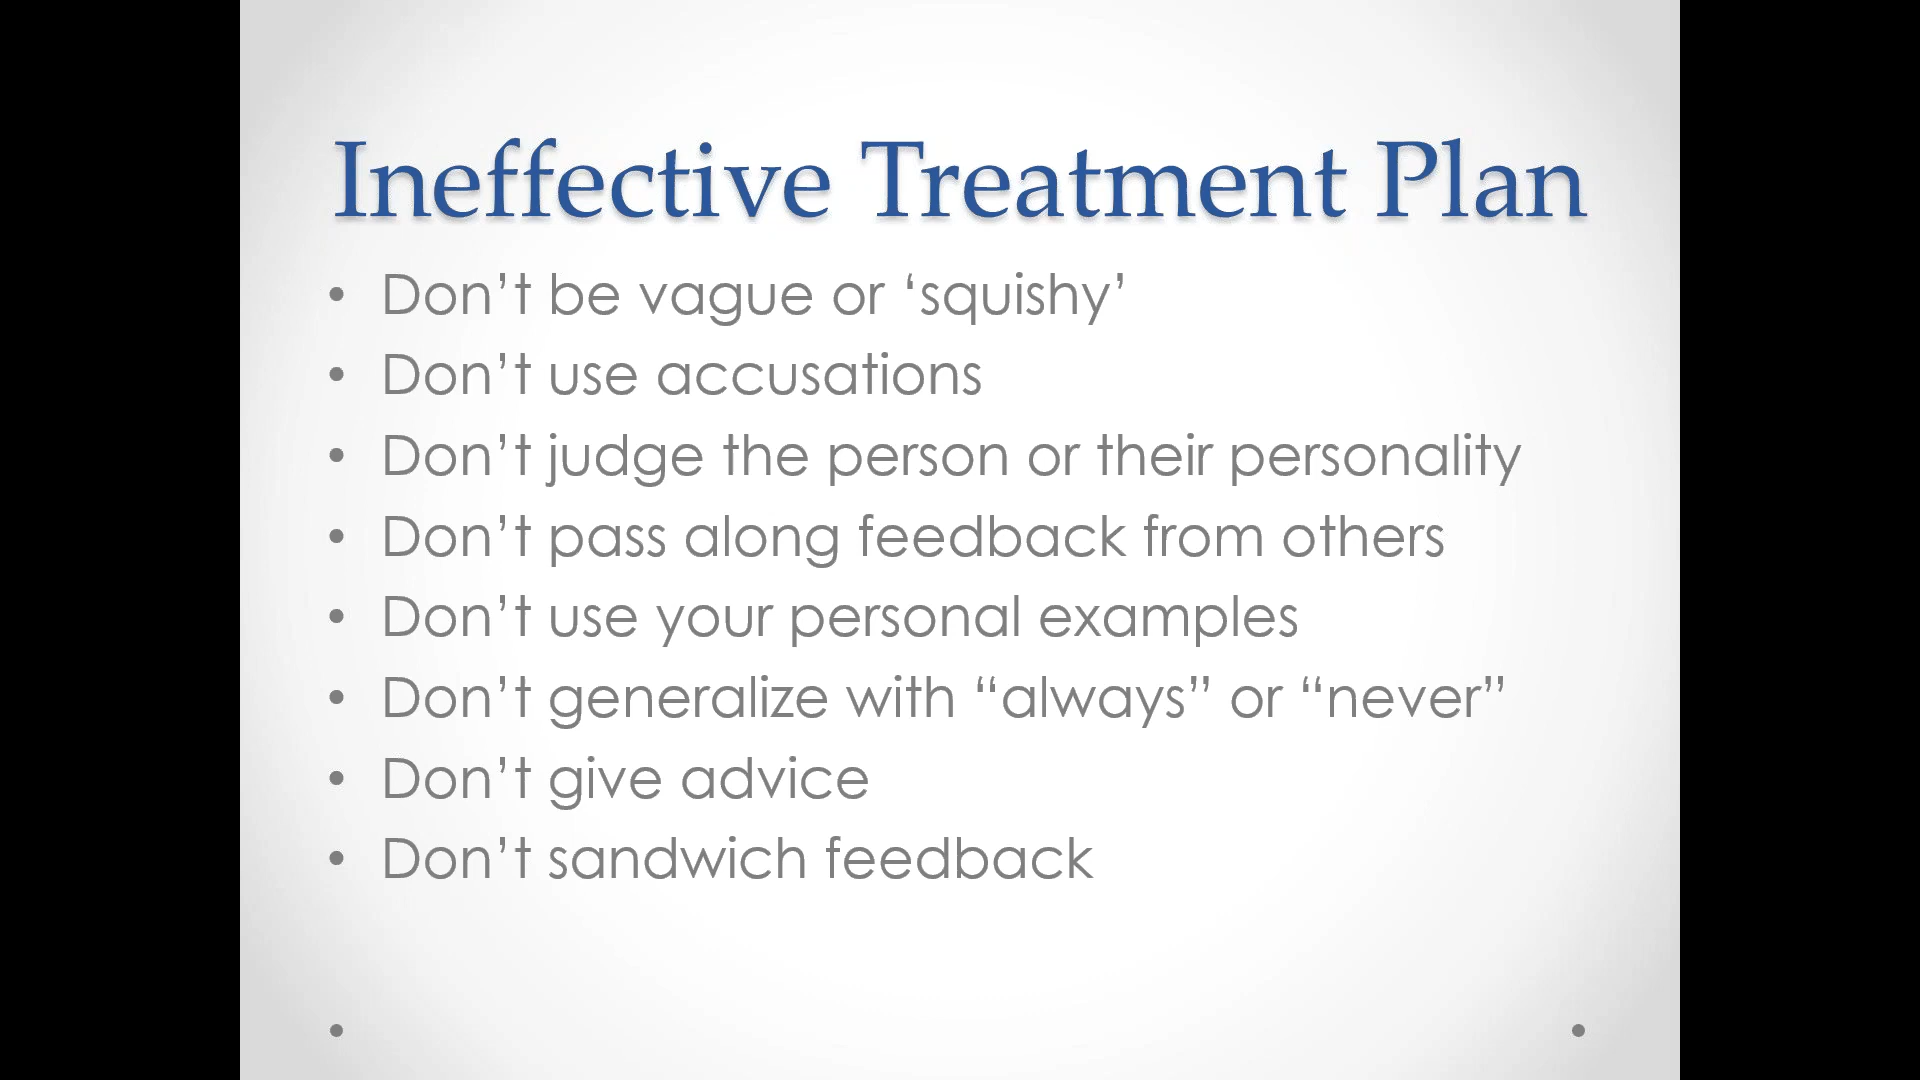 Ineffective Treatment Plan
• Don’t be vague or ‘squishy’
• Don’t use accusations
• Don’t judge the person or their personality
• Don’t pass along feedback from others
• Don’t use your personal examples
• Don’t generalize with “always” or “never”
• Don’t give advice
• Don’t sandwich feedback